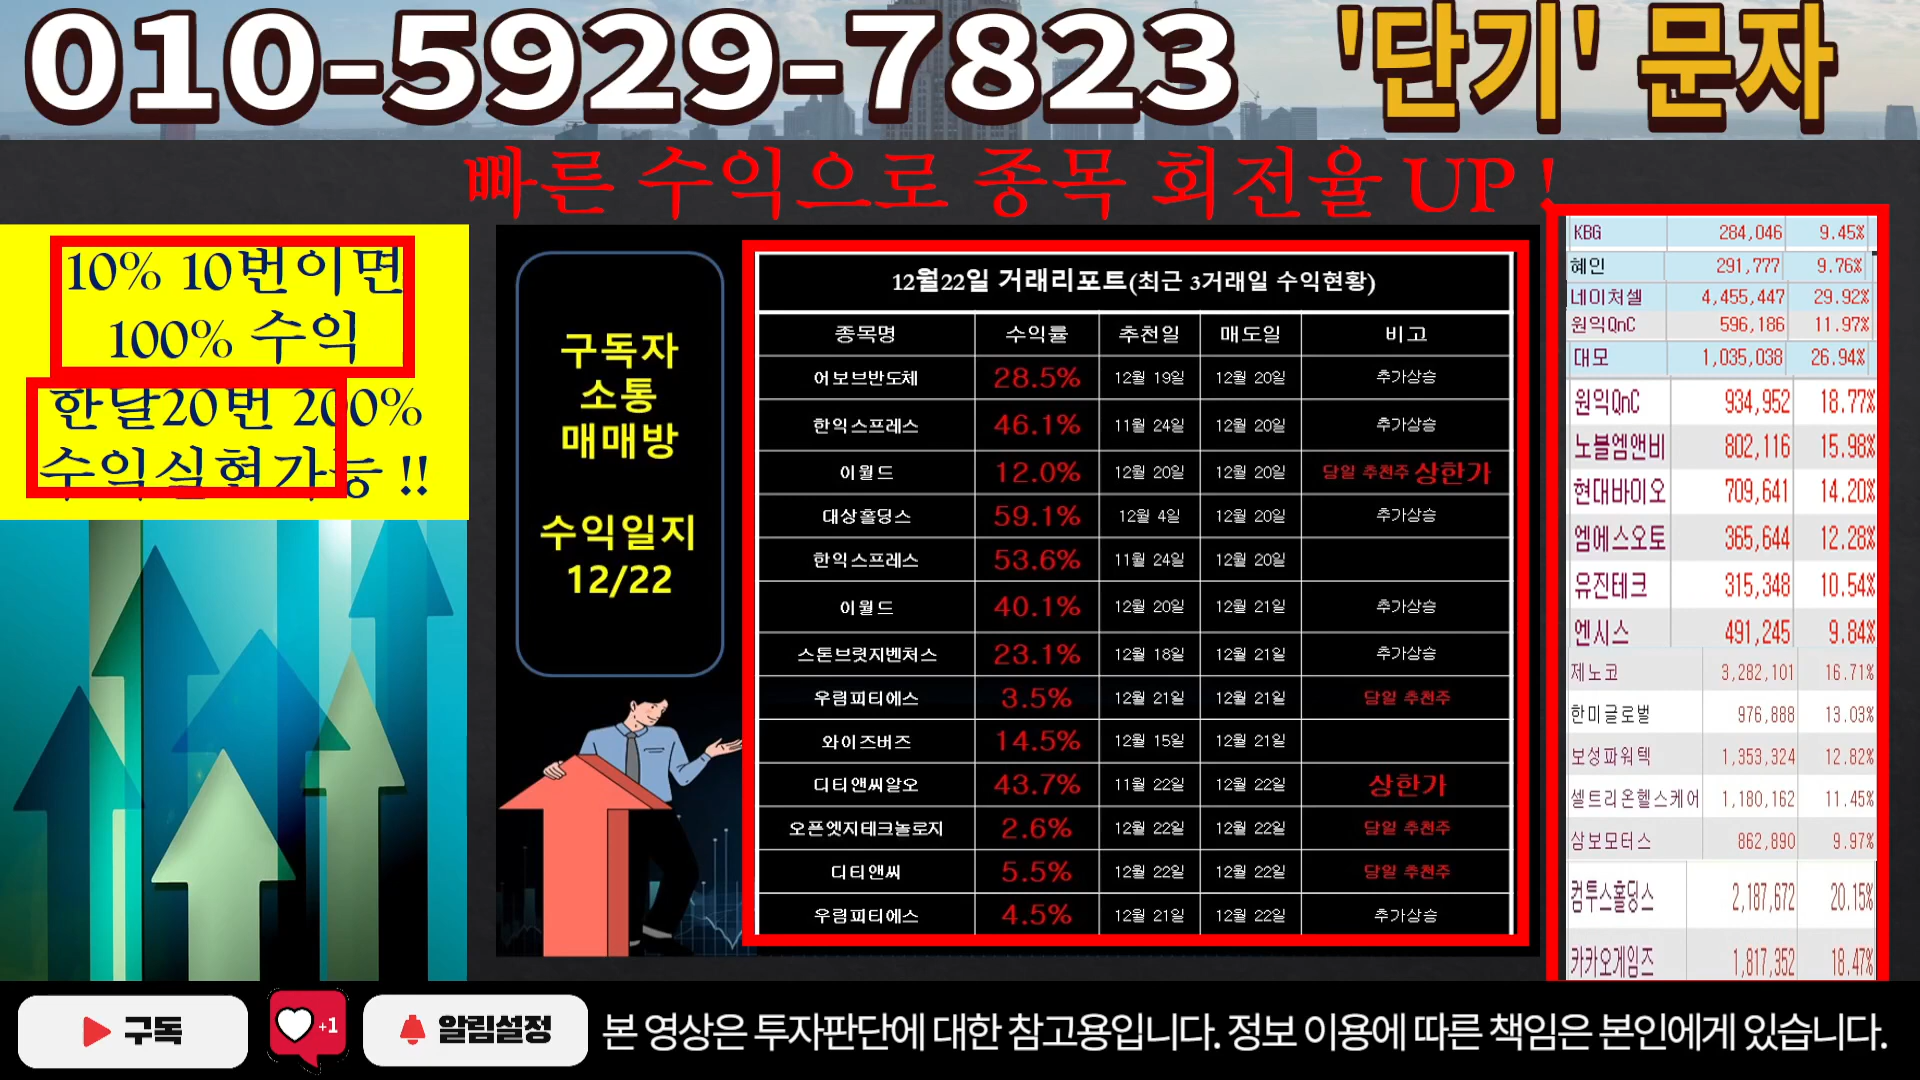 010-5929-7823 '단기' 문자
빠른 수익으로 종목 회전율 UP !
10% 10번이면
100% 수익
한달20번 200%
수익실현가능 !!
구독자
소통
매매방
수익일지
12/22
12월22일 거래리포트(최근 3거래일 수익현황)
종목명 수익률 추천일 매도일 비고
어보브반도체 28.5% 12월 19일 12월 20일 추가상승
한익스프레스 46.1% 11월 24일 12월 20일 추가상승
이월드 12.0% 12월 20일 12월 20일 당일 추천주 상한가
대상홀딩스 59.1% 12월 4일 12월 20일 추가상승
한익스프레스 53.6% 11월 24일 12월 20일
이월드 40.1% 12월 20일 12월 21일 추가상승
스톤브릿지벤처스 23.1% 12월 18일 12월 21일 추가상승
우림피티에스 3.5% 12월 21일 12월 21일 당일 추천주
와이즈버즈 14.5% 12월 15일 12월 21일
디티앤씨알오 43.7% 11월 22일 12월 22일 상한가
오픈엣지테크놀로지 2.6% 12월 22일 12월 22일 당일 추천주
디티앤씨 5.5% 12월 22일 12월 22일 당일 추천주
우림피티에스 4.5% 12월 21일 12월 22일 추가상승
KBG 284,046 9.45%
혜인 291,777 9.76%
네이처셀 4,455,447 29.92%
원익QnC 596,186 11.97%
대모 1,035,038 26.94%
원익QnC 934,952 18.77%
노블엠앤비 802,116 15.98%
현대바이오 709,641 14.20%
엠에스오토 365,644 12.28%
유진테크 315,348 10.54%
엔시스 491,245 9.84%
제노코 3,282,101 16.71%
한미글로벌 976,888 13.03%
보성파워텍 1,353,324 12.82%
셀트리온헬스케어 1,180,162 11.45%
삼보모터스 862,890 9.97%
컴투스홀딩스 2,187,672 20.15%
카카오게임즈 1,817,352 18.47%
구독 +1 알림설정 본 영상은 투자판단에 대한 참고용입니다. 정보 이용에 따른 책임은 본인에게 있습니다.